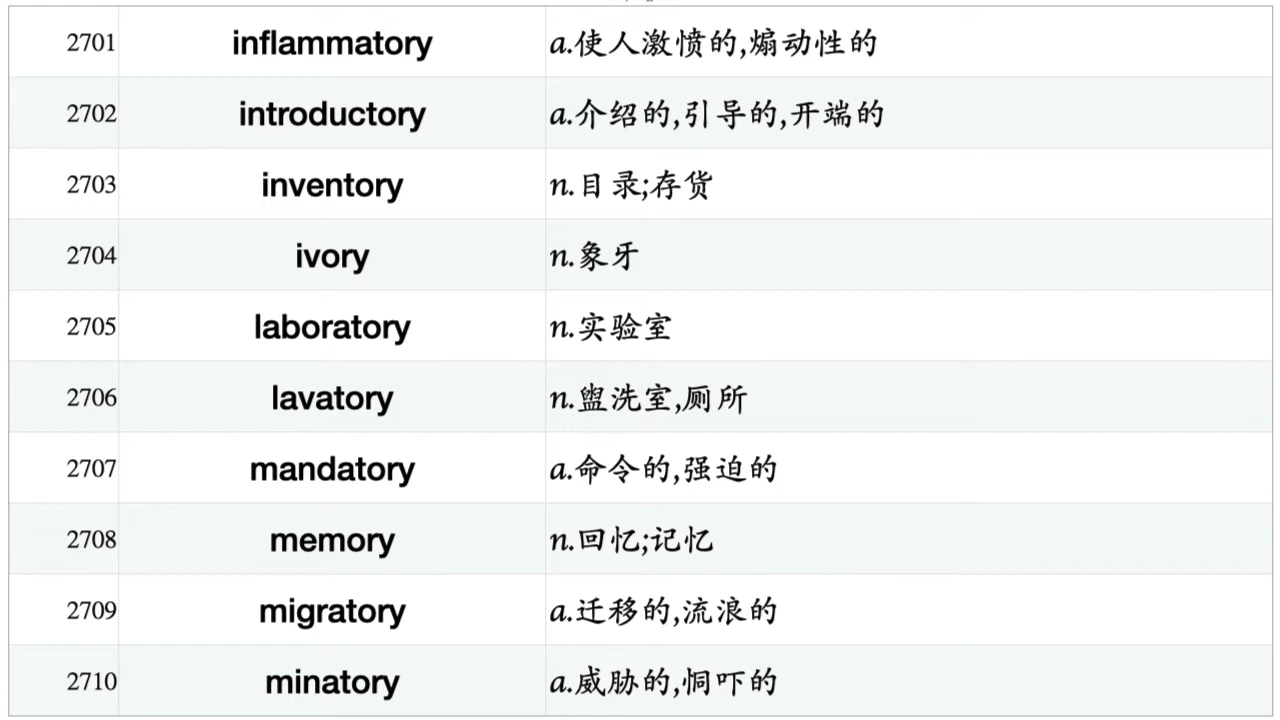 2701 inflammatory a.使人激愤的,煽动性的
2702 introductory a.介绍的,引导的,开端的
2703 inventory n.目录;存货
2704 ivory n.象牙
2705 laboratory n.实验室
2706 lavatory n.盥洗室,厕所
2707 mandatory a.命令的,强迫的
2708 memory n.回忆;记忆
2709 migratory a.迁移的,流浪的
2710 minatory a.威胁的,恫吓的